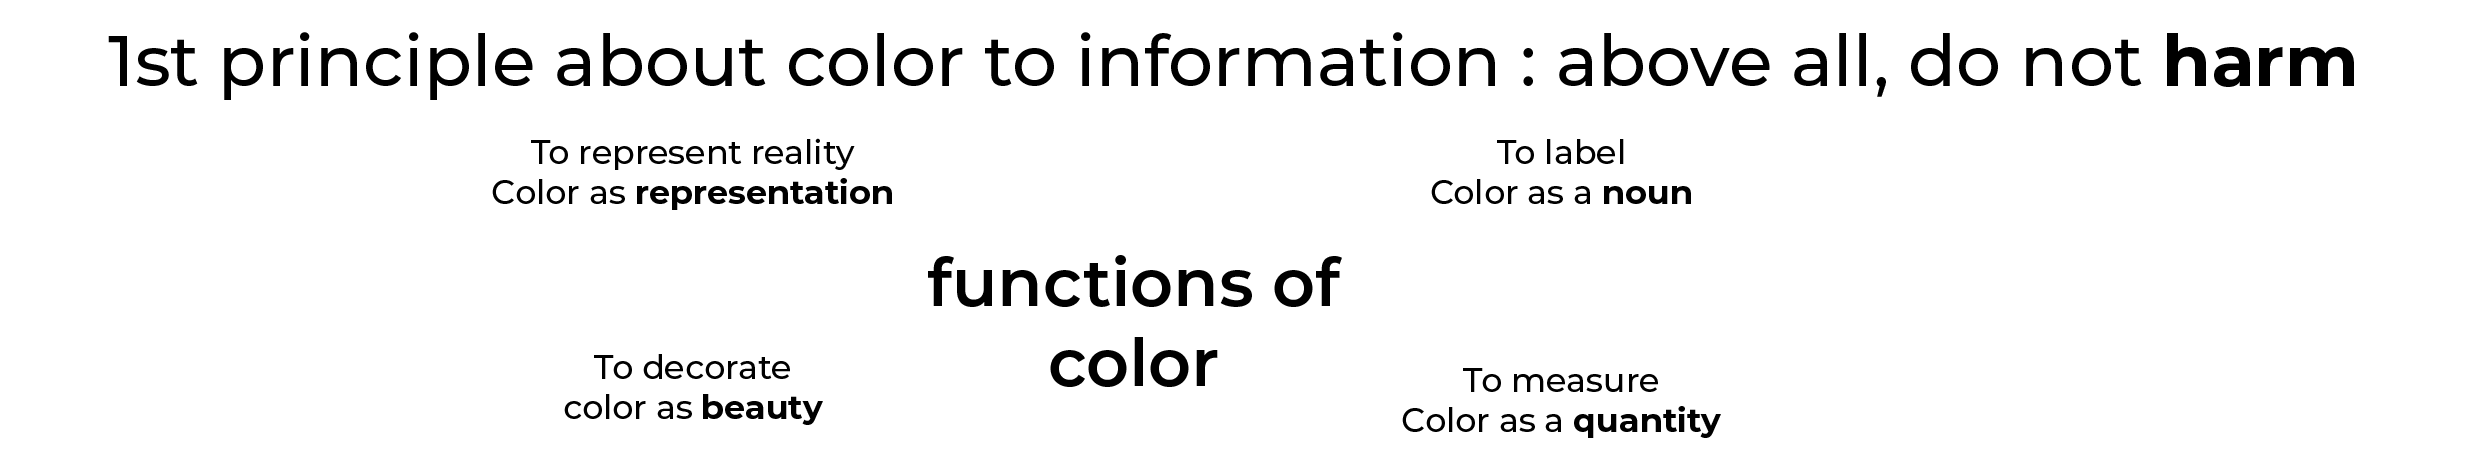 1st principle about color to information : above all, do not harm
To represent reality
Color as representation
To label
Color as a noun
functions of
color
To decorate
color as beauty
To measure
Color as a quantity